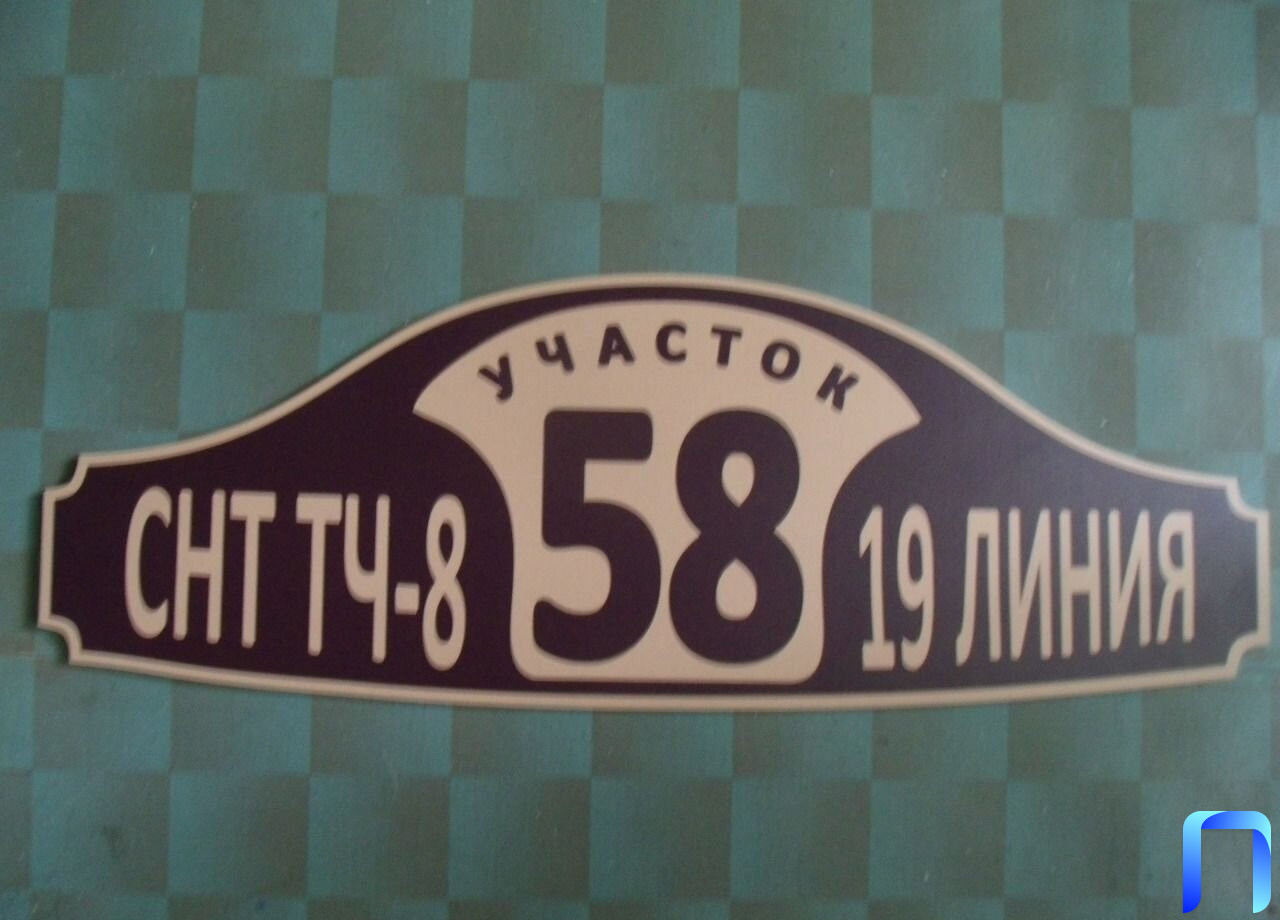 УЧАСТОК
58
СНТ ТЧ-8
19 ЛИНИЯ
П